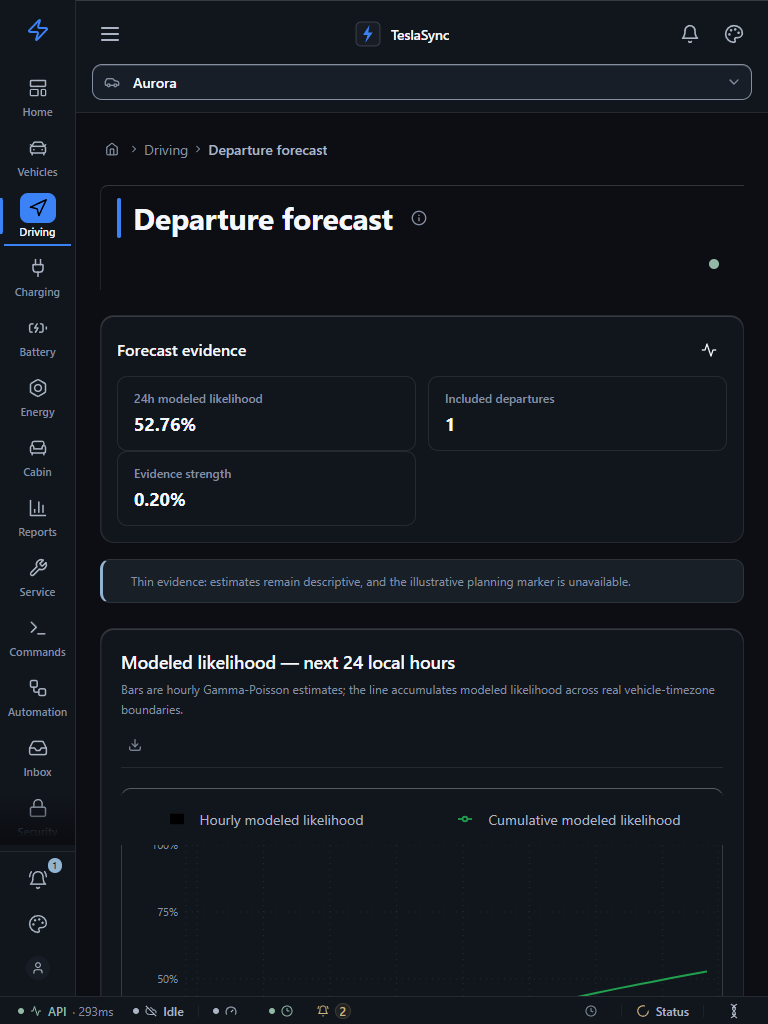 TeslaSync
Aurora
Home
Vehicles
Driving
Charging
Battery
Energy
Cabin
Reports
Service
Commands
Automation
Inbox
Security
1
Driving
Departure forecast
Departure forecast
Forecast evidence
24h modeled likelihood
52.76%
Included departures
1
Evidence strength
0.20%
Thin evidence: estimates remain descriptive, and the illustrative planning marker is unavailable.
Modeled likelihood — next 24 local hours
Bars are hourly Gamma-Poisson estimates; the line accumulates modeled likelihood across real vehicle-timezone
boundaries.
Hourly modeled likelihood
Cumulative modeled likelihood
100%
75%
50%
API · 293ms
Idle
2
Status